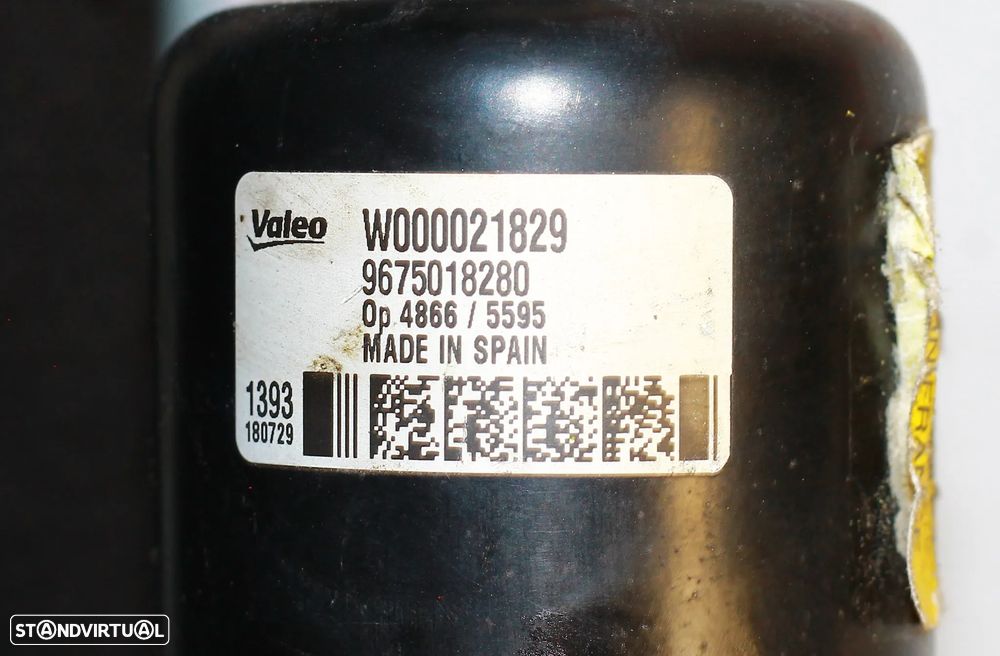 Valeo
W000021829
9675018280
Op 4866 / 5595
MADE IN SPAIN
1393
180729
STANDVIRTUAL